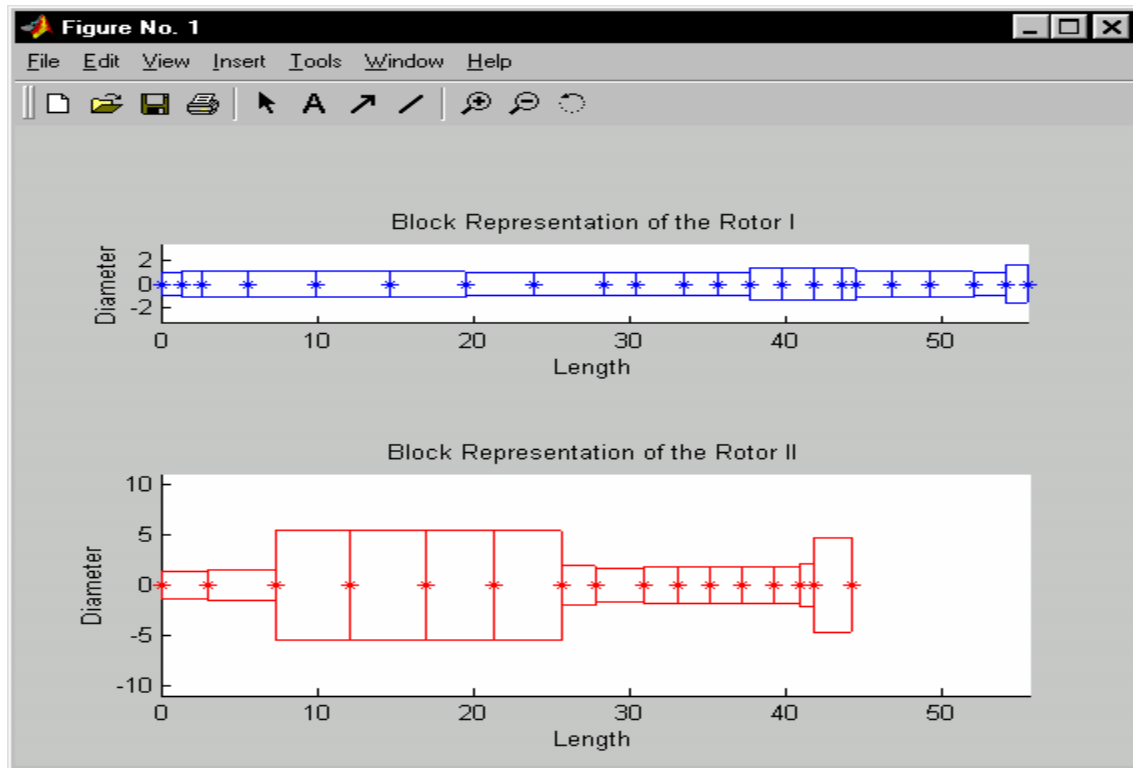 Figure No. 1
File Edit View Insert Tools Window Help
A
Block Representation of the Rotor I
Diameter
2
0
-2
0 10 20 30 40 50
Length
Block Representation of the Rotor II
Diameter
10
5
0
-5
-10
0 10 20 30 40 50
Length